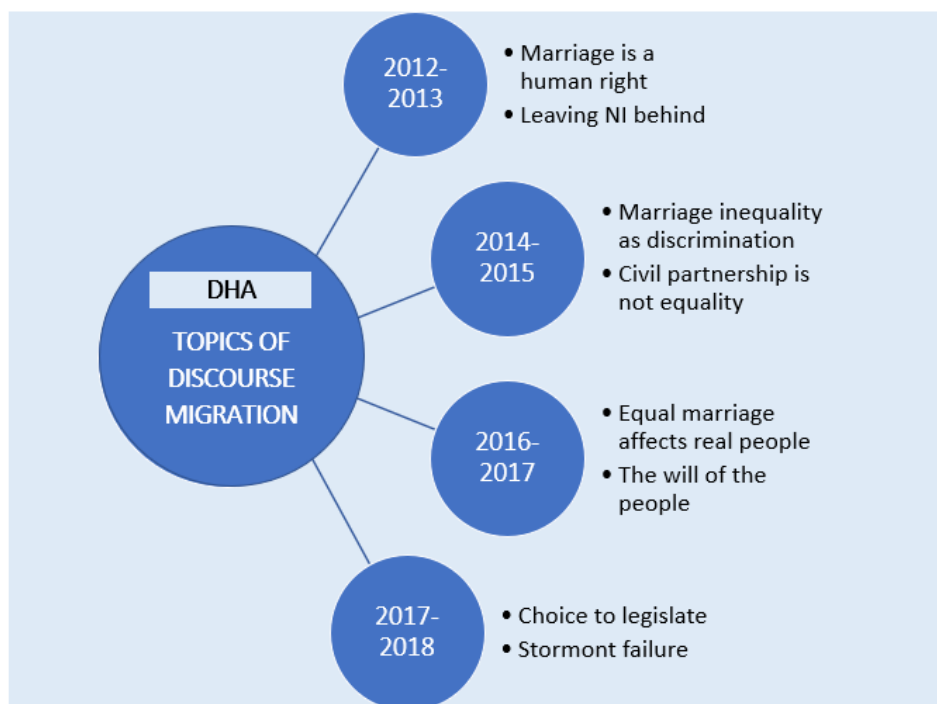 DHA
TOPICS OF
DISCOURSE
MIGRATION
2012-
2013
• Marriage is a
human right
• Leaving NI behind
2014-
2015
• Marriage inequality
as discrimination
• Civil partnership is
not equality
2016-
2017
• Equal marriage
affects real people
• The will of the
people
2017-
2018
• Choice to legislate
• Stormont failure